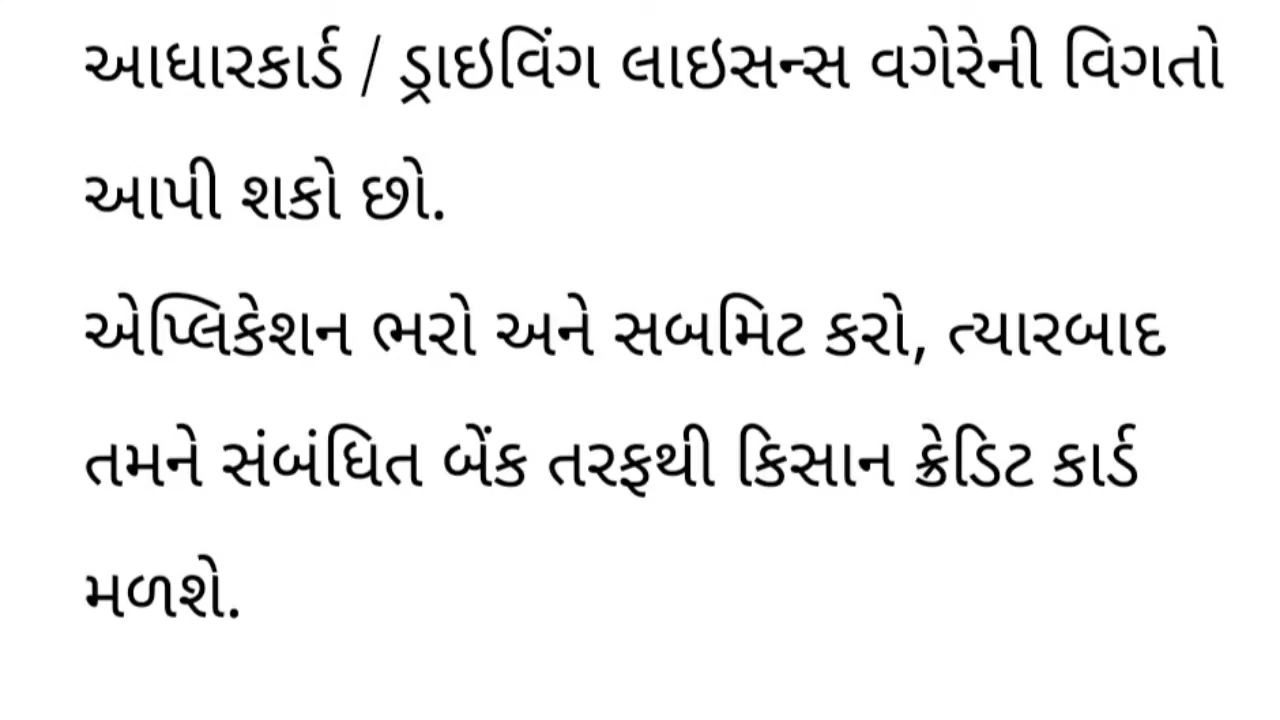 આધારકાર્ડ / ડ્રાઇવિંગ લાઇસન્સ વગેરેની વિગતો
આપી શકો છો.
એપ્લિકેશન ભરો અને સબમિટ કરો, ત્યારબાદ
તમને સંબંધિત બેંક તરફથી કિસાન ક્રેડિટ કાર્ડ
મળશે.